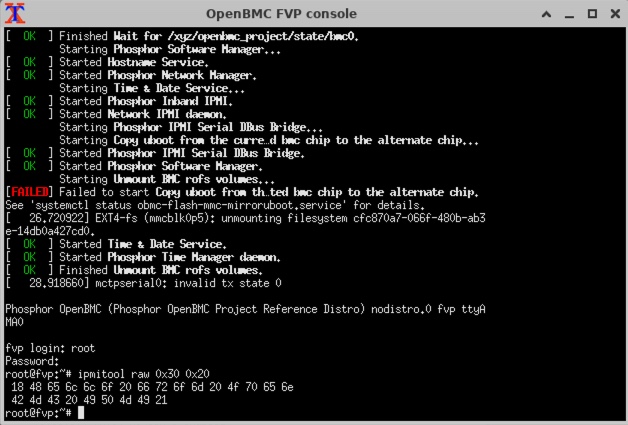 OpenBMC FVP console
[  OK  ] Finished Wait for /xyz/openbmc_project/state/bmc0.
Starting Phosphor Software Manager...
[  OK  ] Started Hostname Service.
[  OK  ] Started Phosphor Network Manager.
Starting Time & Date Service...
[  OK  ] Started Phosphor Inband IPMI.
[  OK  ] Started Network IPMI daemon.
Starting Phosphor IPMI Serial DBus Bridge...
Starting Copy uboot from the curre…d bmc chip to the alternate chip...
[  OK  ] Started Phosphor IPMI Serial DBus Bridge.
[  OK  ] Started Phosphor Software Manager.
Starting Unmount BMC rofs volumes...
[FAILED] Failed to start Copy uboot from th…ted bmc chip to the alternate chip.
See 'systemctl status obmc-flash-mmc-mirroruboot.service' for details.
[   26.720922] EXT4-fs (mmcblk0p5): unmounting filesystem cfc870a7-066f-480b-ab3
e-14db0a427cd0.
[  OK  ] Started Time & Date Service.
[  OK  ] Started Phosphor Time Manager daemon.
[  OK  ] Finished Unmount BMC rofs volumes.
[   28.918660] mctpserial0: invalid tx state 0
Phosphor OpenBMC (Phosphor OpenBMC Project Reference Distro) nodistro.0 fvp ttyA
MA0
fvp login: root
Password:
root@fvp:~# ipmitool raw 0x30 0x20
18 48 65 6c 6c 6f 20 66 72 6f 6d 20 4f 70 65 6e
42 4d 43 20 49 50 4d 49 21
root@fvp:~#